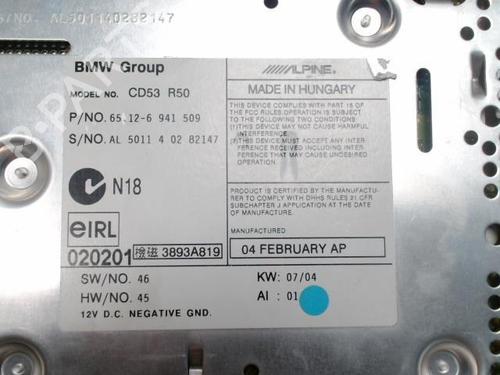 S/NO. AL501140282147
BMW Group
ALPINE
MODEL NO. CD53 R50
MADE IN HUNGARY
P/NO. 65.12-6 941 509
S/NO. AL 5011 4 02 82147
THIS DEVICE COMPLIES WITH PART 15 OF
THE FCC RULES.OPERATION IS SUBJECT
TO THE FOLLOWING TWO CONDITIONS:
(1)THIS DEVICE MAY NOT CAUSE HARMFUL
INTERFERENCE, AND
(2)THIS DEVICE MUST ACCEPT ANY INTER-
FERENCE RECEIVED INCLUDING INTER-
FERENCE THAT MAY CAUSE UNDESIRED
OPERATION.
N18
PRODUCT IS CERTIFIED BY THE MANUFACTU-
RER TO COMPLY WITH DHHS RULES 21.CFR
SUBCHAPTER J APPLICATION AT THE DATE OF
MANUFACTURE.
eIRL
020201
檢磁 3893A819
MANUFACTURED:
04 FEBRUARY AP
SW/NO. 46
KW: 07/04
HW/NO. 45
AI : 01
12V D.C. NEGATIVE GND.